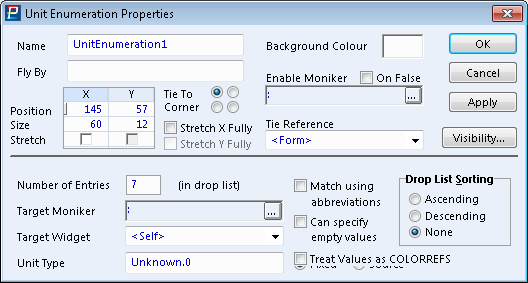 Unit Enumeration Properties
Name UnitEnumeration1 Background Colour OK
Fly By Enable Moniker On False Cancel
X Y Tie To Corner : ... Apply
Position 145 57
Size 60 12 Stretch X Fully Tie Reference
Stretch Stretch Y Fully <Form> Visibility...
Number of Entries 7 (in drop list) Match using abbreviations Drop List Sorting
Target Moniker : ... Can specify empty values Ascending
Descending
Target Widget <Self> None
Unit Type Unknown.0 Treat Values as COLORREFS
Fixed Source